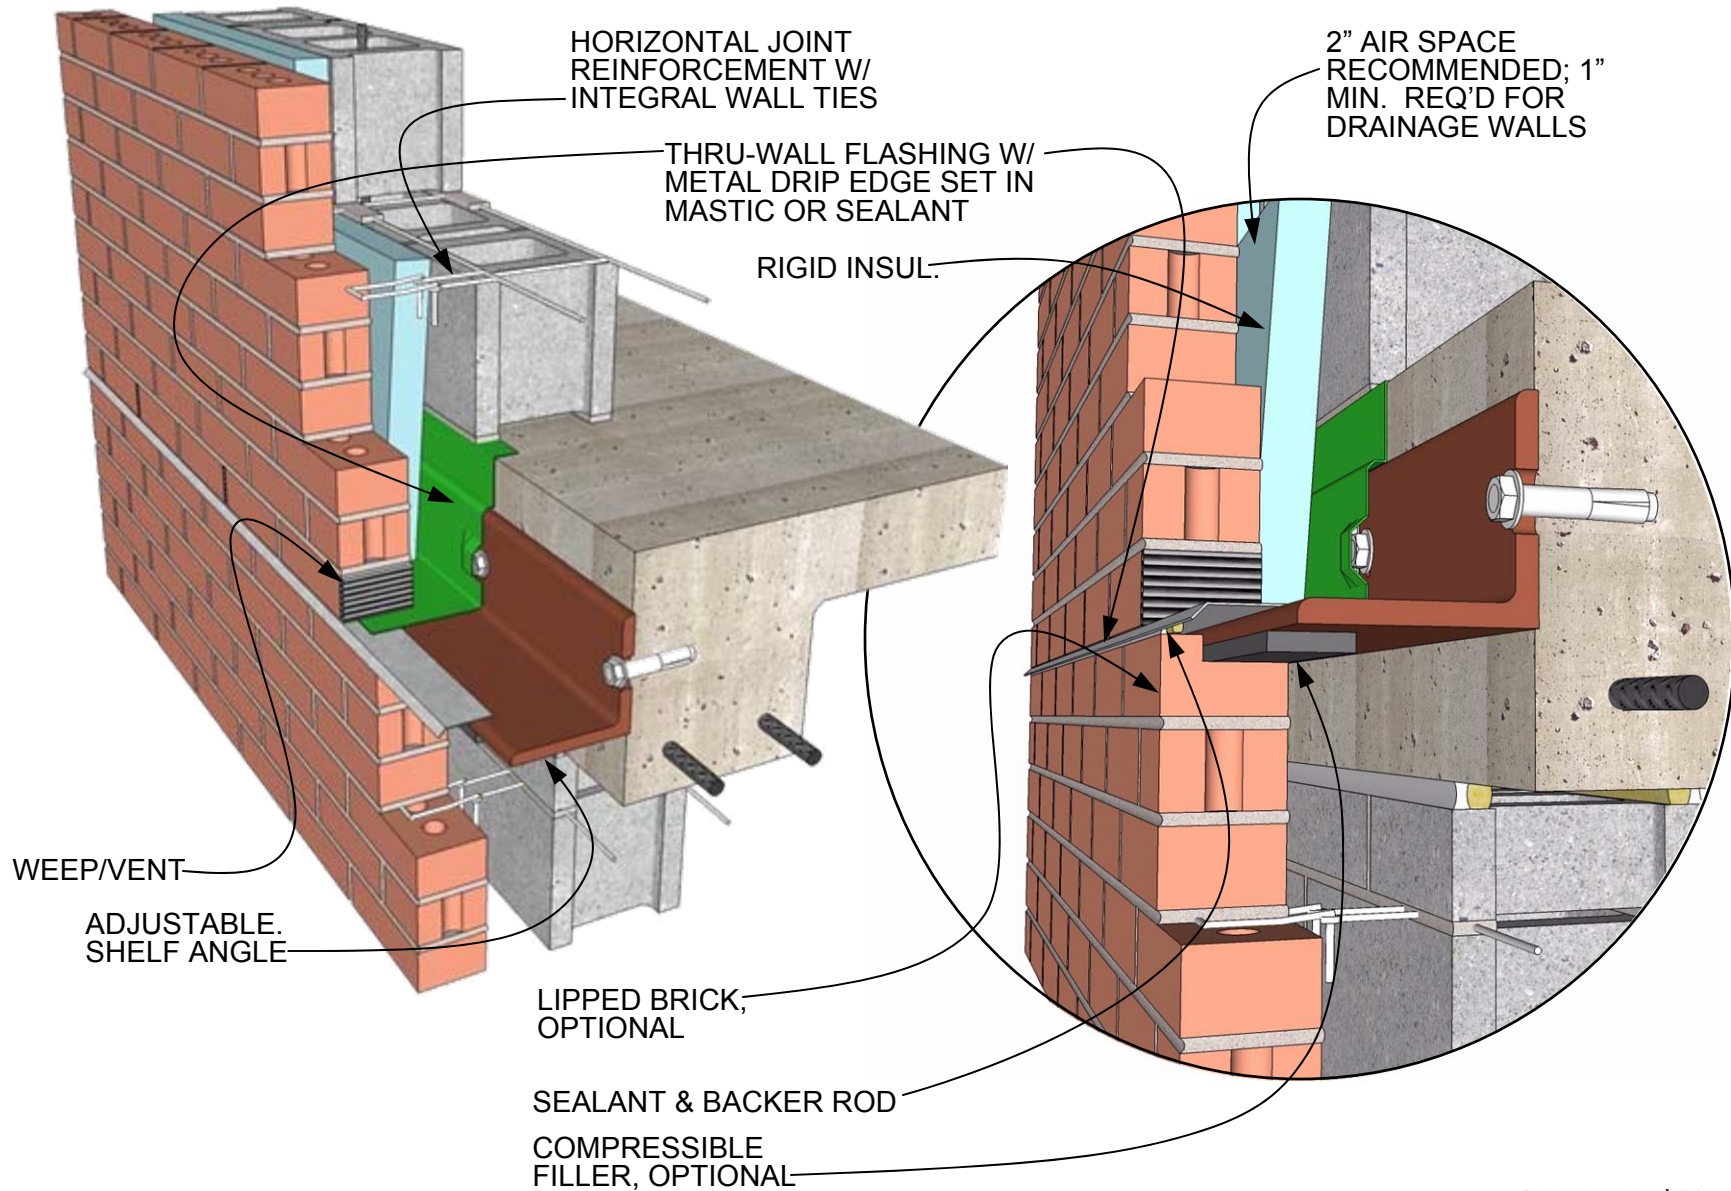 HORIZONTAL JOINT
REINFORCEMENT W/
INTEGRAL WALL TIES
2” AIR SPACE
RECOMMENDED; 1”
MIN. REQ’D FOR
DRAINAGE WALLS
THRU-WALL FLASHING W/
METAL DRIP EDGE SET IN
MASTIC OR SEALANT
RIGID INSUL.
WEEP/VENT
ADJUSTABLE.
SHELF ANGLE
LIPPED BRICK,
OPTIONAL
SEALANT & BACKER ROD
COMPRESSIBLE
FILLER, OPTIONAL